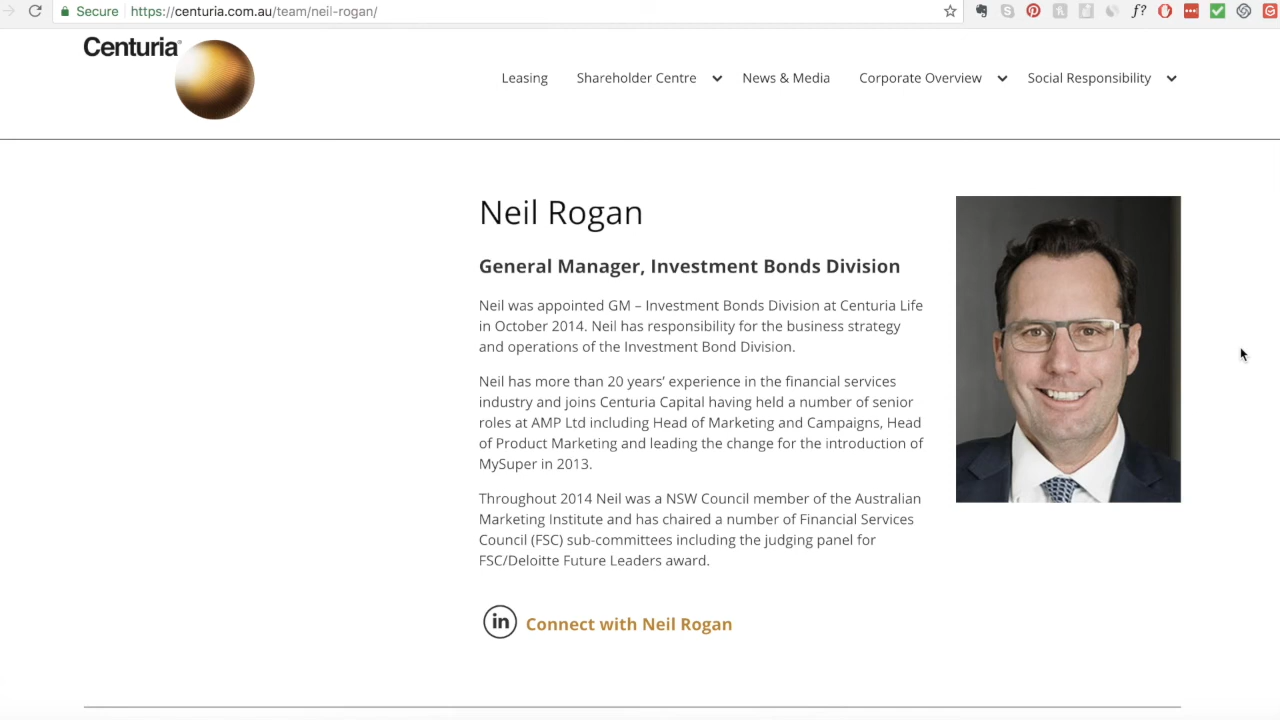 Secure https://centuria.com.au/team/neil-rogan/
f?
Centuria
Leasing Shareholder Centre News & Media Corporate Overview Social Responsibility
Neil Rogan
General Manager, Investment Bonds Division
Neil was appointed GM – Investment Bonds Division at Centuria Life
in October 2014. Neil has responsibility for the business strategy
and operations of the Investment Bond Division.
Neil has more than 20 years’ experience in the financial services
industry and joins Centuria Capital having held a number of senior
roles at AMP Ltd including Head of Marketing and Campaigns, Head
of Product Marketing and leading the change for the introduction of
MySuper in 2013.
Throughout 2014 Neil was a NSW Council member of the Australian
Marketing Institute and has chaired a number of Financial Services
Council (FSC) sub-committees including the judging panel for
FSC/Deloitte Future Leaders award.
in Connect with Neil Rogan